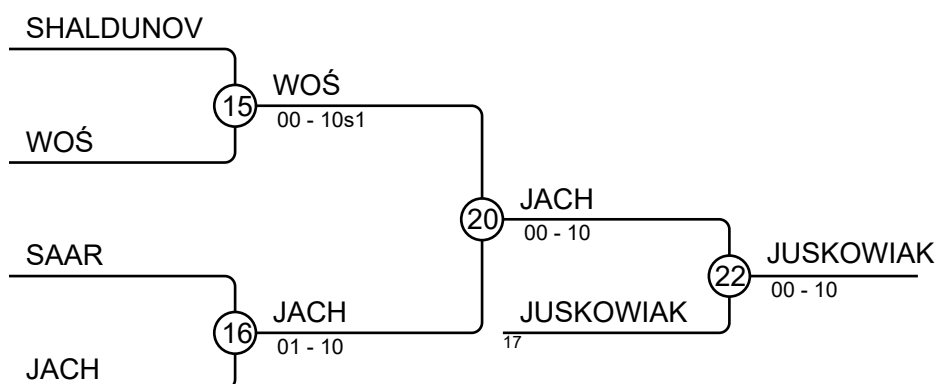 SHALDUNOV
15
WOŚ
00 - 10s1
WOŚ
20
JACH
00 - 10
SAAR
22
JUSKOWIAK
00 - 10
16
JACH
01 - 10
JUSKOWIAK
17
JACH